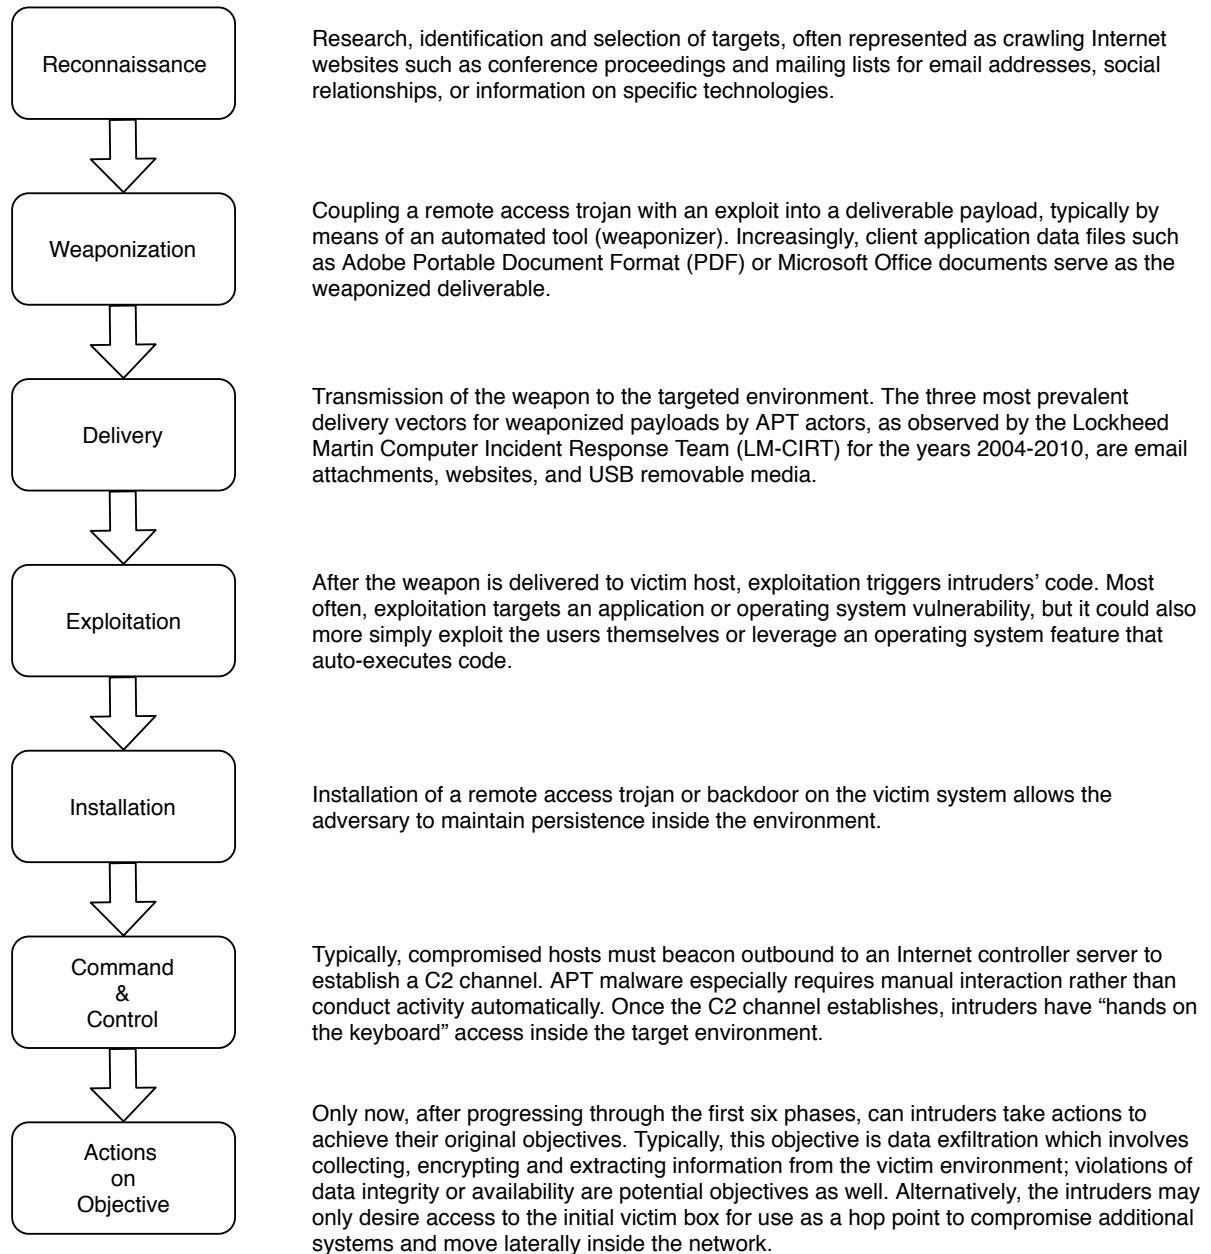 Reconnaissance
Research, identification and selection of targets, often represented as crawling Internet
websites such as conference proceedings and mailing lists for email addresses, social
relationships, or information on specific technologies.
Weaponization
Coupling a remote access trojan with an exploit into a deliverable payload, typically by
means of an automated tool (weaponizer). Increasingly, client application data files such
as Adobe Portable Document Format (PDF) or Microsoft Office documents serve as the
weaponized deliverable.
Delivery
Transmission of the weapon to the targeted environment. The three most prevalent
delivery vectors for weaponized payloads by APT actors, as observed by the Lockheed
Martin Computer Incident Response Team (LM-CIRT) for the years 2004-2010, are email
attachments, websites, and USB removable media.
Exploitation
After the weapon is delivered to victim host, exploitation triggers intruders’ code. Most
often, exploitation targets an application or operating system vulnerability, but it could also
more simply exploit the users themselves or leverage an operating system feature that
auto-executes code.
Installation
Installation of a remote access trojan or backdoor on the victim system allows the
adversary to maintain persistence inside the environment.
Command
&
Control
Typically, compromised hosts must beacon outbound to an Internet controller server to
establish a C2 channel. APT malware especially requires manual interaction rather than
conduct activity automatically. Once the C2 channel establishes, intruders have “hands on
the keyboard” access inside the target environment.
Actions
on
Objective
Only now, after progressing through the first six phases, can intruders take actions to
achieve their original objectives. Typically, this objective is data exfiltration which involves
collecting, encrypting and extracting information from the victim environment; violations of
data integrity or availability are potential objectives as well. Alternatively, the intruders may
only desire access to the initial victim box for use as a hop point to compromise additional
systems and move laterally inside the network.